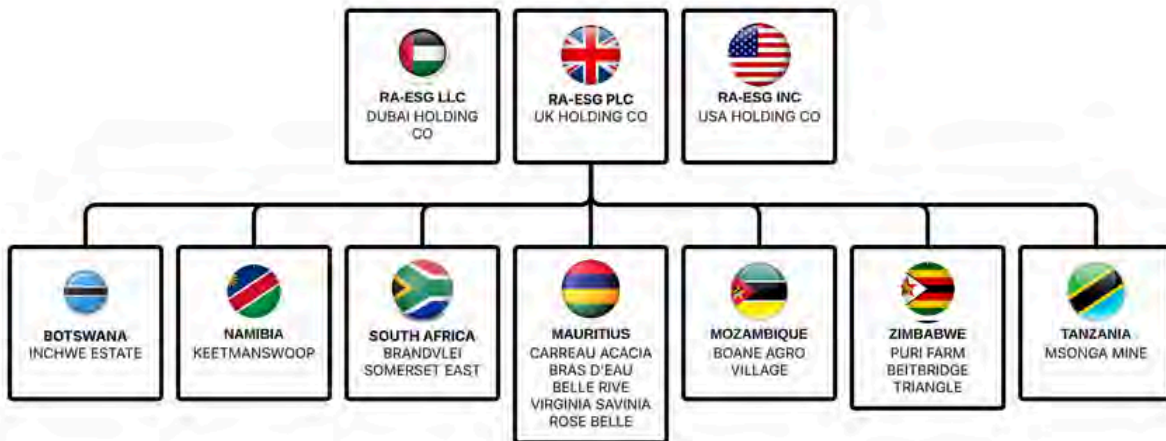 RA-ESG LLC
DUBAI HOLDING
CO
RA-ESG PLC
UK HOLDING CO
RA-ESG INC
USA HOLDING CO
BOTSWANA
INCHWE ESTATE
NAMIBIA
KEETMANSWOOP
SOUTH AFRICA
BRANDVLEI
SOMERSET EAST
MAURITIUS
CARREAU ACACIA
BRAS D'EAU
BELLE RIVE
VIRGINIA SAVINIA
ROSE BELLE
MOZAMBIQUE
BOANE AGRO
VILLAGE
ZIMBABWE
PURI FARM
BEITBRIDGE
TRIANGLE
TANZANIA
MSONGA MINE